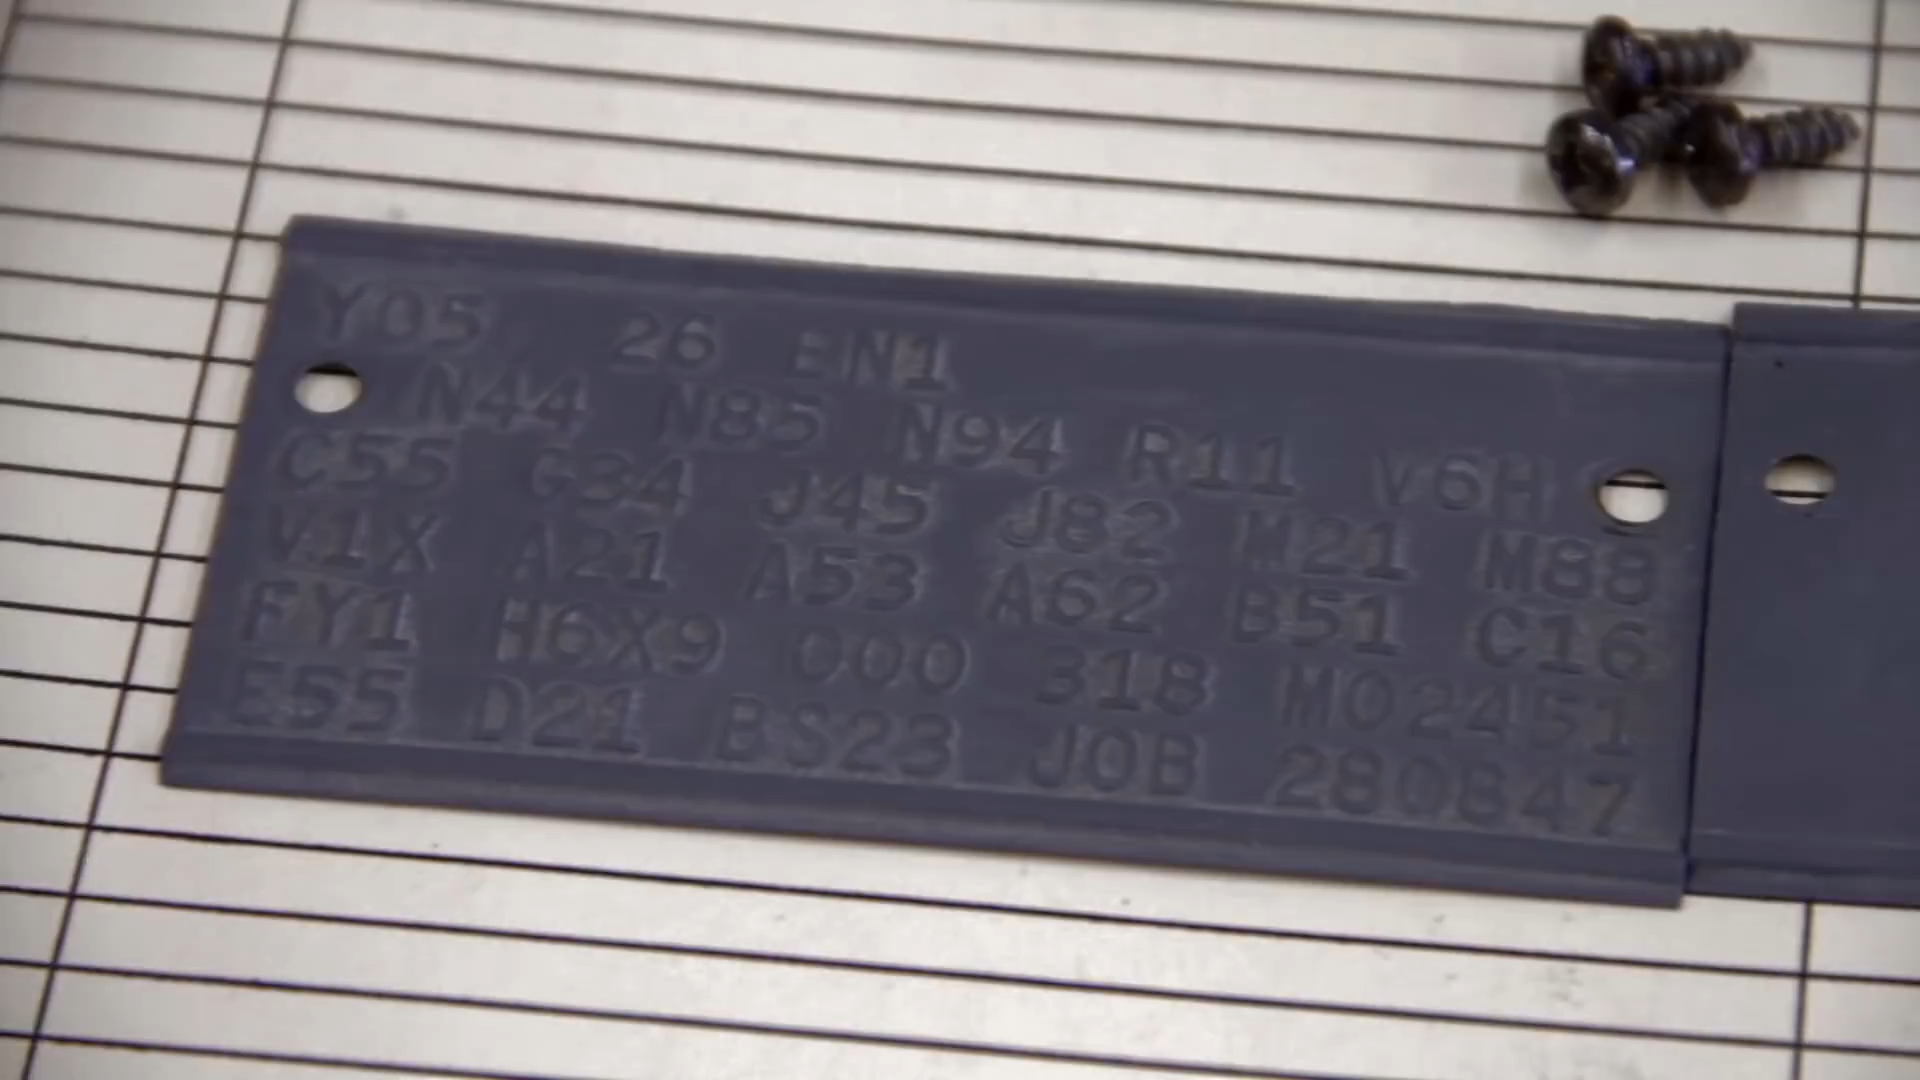 Y05 26 EN1
N44 N85 N94 R11 V6H
C55 G34 J45 J82 M21 M88
V1X A21 A53 A62 B51 C16
FY1 H6X9 000 318 M02451
E55 D21 BS23 JOB 280847